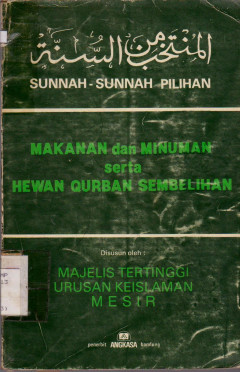 المنتخب من السنة
SUNNAH - SUNNAH PILIHAN
MAKANAN dan MINUMAN
serta
HEWAN QURBAN SEMBELIHAN
Disusun oleh :
MAJELIS TERTINGGI
URUSAN KEISLAMAN
MESIR
penerbit ANGKASA bandung